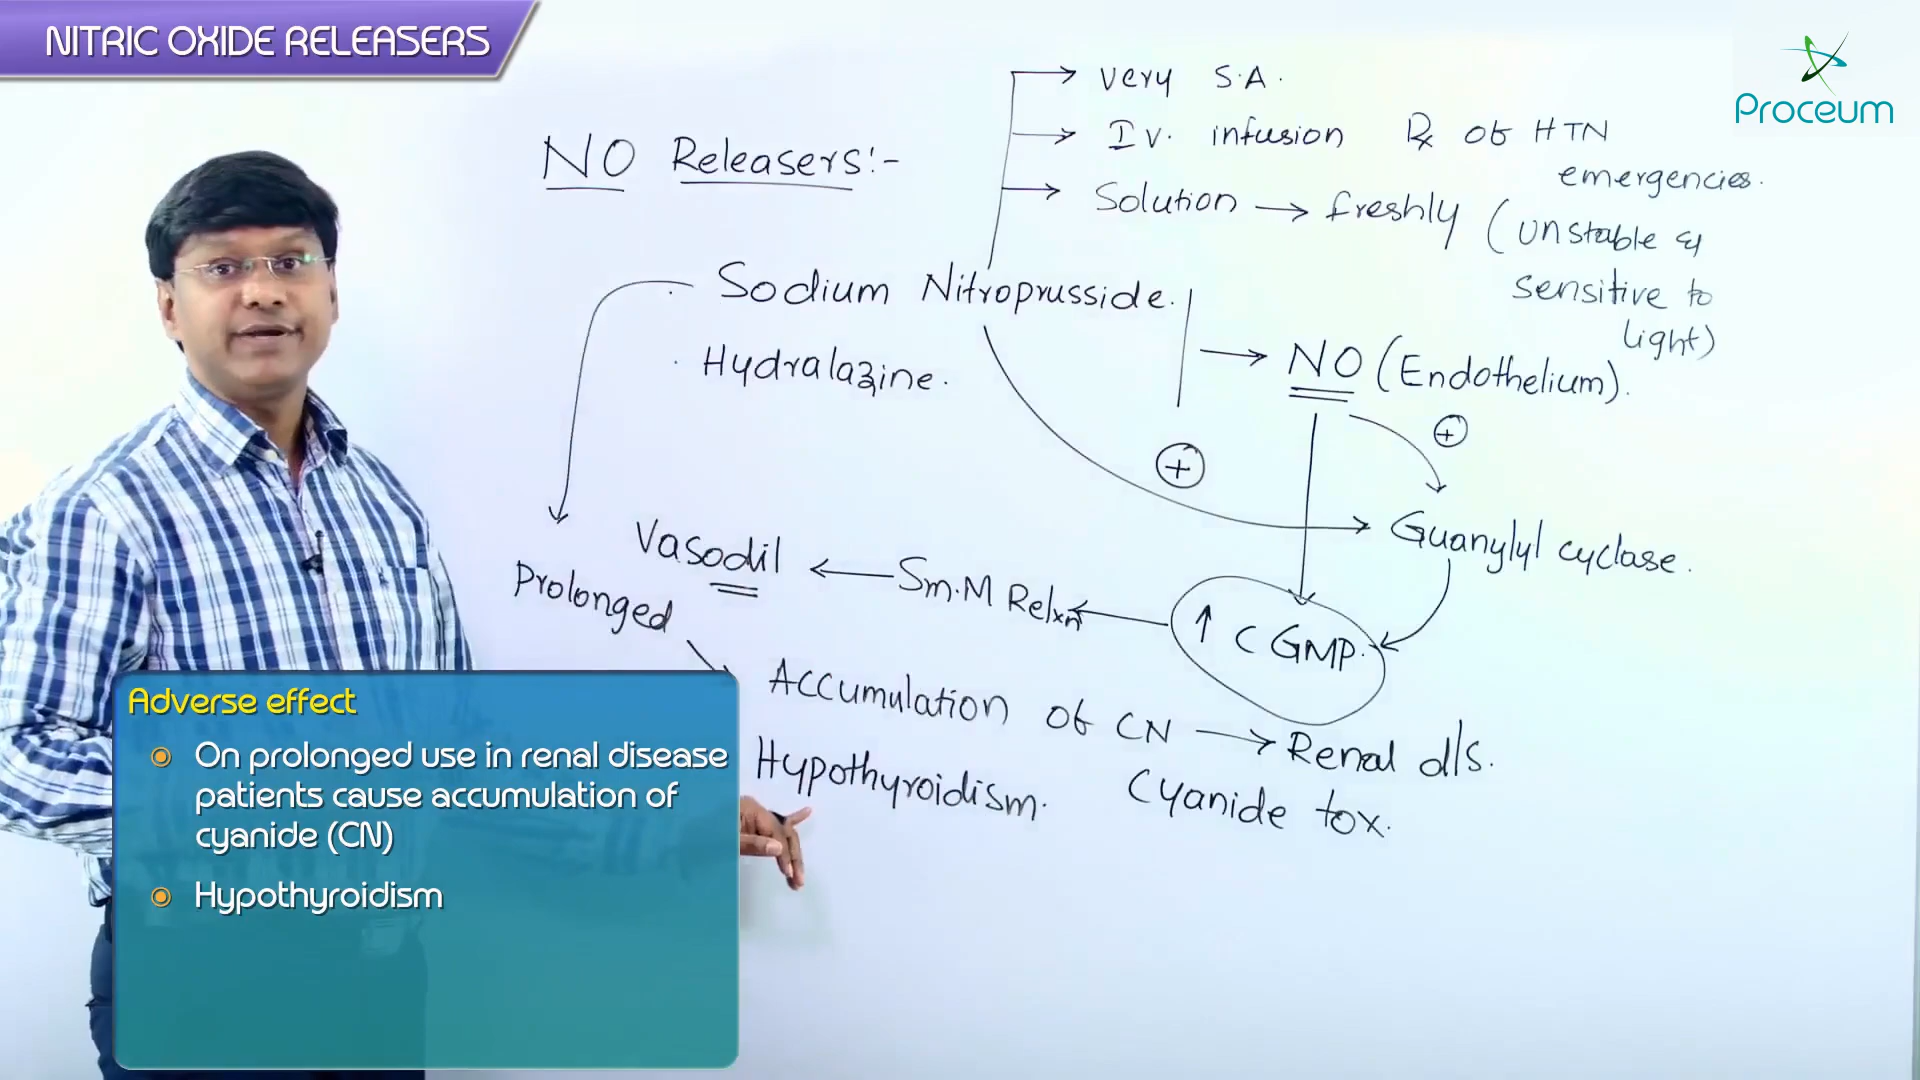 NITRIC OXIDE RELEASERS
Proceum
NO Releasers:-
→ very S.A.
→ I.v. infusion Rx of HTN
emergencies.
→ Solution → freshly (unstable &
sensitive to
light)
Sodium Nitroprusside.
Hydralazine.
→ NO (Endothelium).
+
+
Guanylyl cyclase.
↑ cGMP.
Vasodil ← Sm.M Relxn
Prolonged
Accumulation of CN → Renal d/s.
Hypothyroidism. Cyanide tox.
Adverse effect
On prolonged use in renal disease
patients cause accumulation of
cyanide (CN)
Hypothyroidism